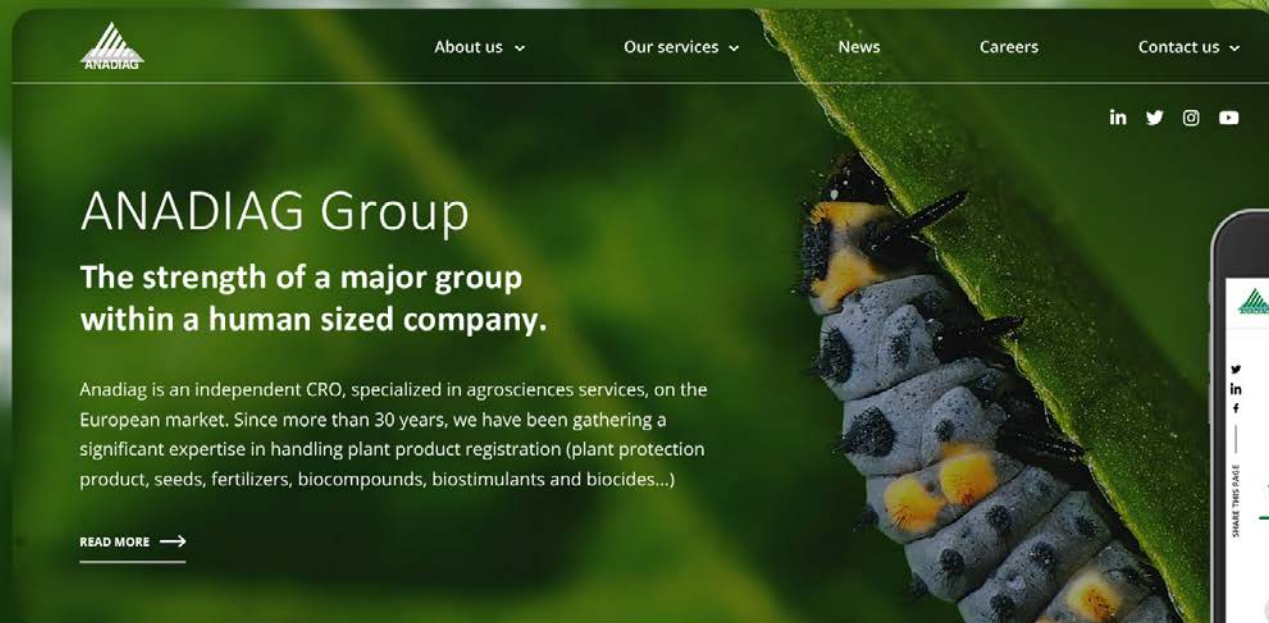 ANADIAG
About us
Our services
News
Careers
Contact us
in
ANADIAG Group
The strength of a major group
within a human sized company.
Anadiag is an independent CRO, specialized in agrosciences services, on the
European market. Since more than 30 years, we have been gathering a
significant expertise in handling plant product registration (plant protection
product, seeds, fertilizers, biocompounds, biostimulants and biocides...)
READ MORE
ANADIAG
in
f
SHARE THIS PAGE